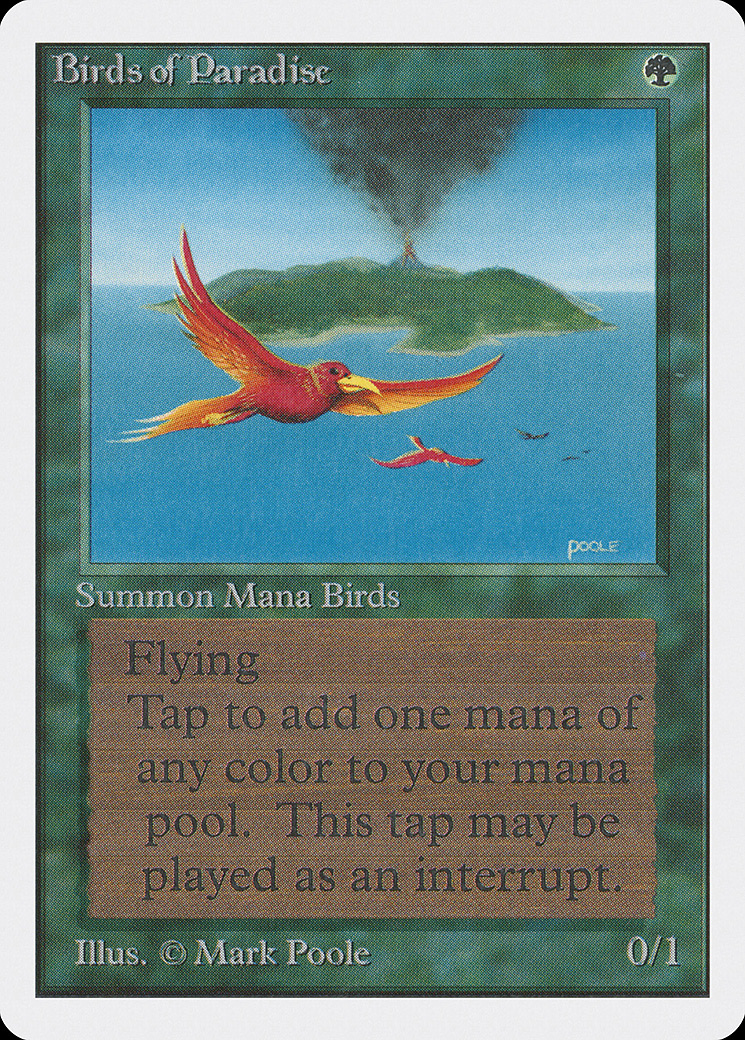 Birds of Paradise
POOLE
Summon Mana Birds
Flying
Tap to add one mana of
any color to your mana
pool. This tap may be
played as an interrupt.
Illus. © Mark Poole
0/1